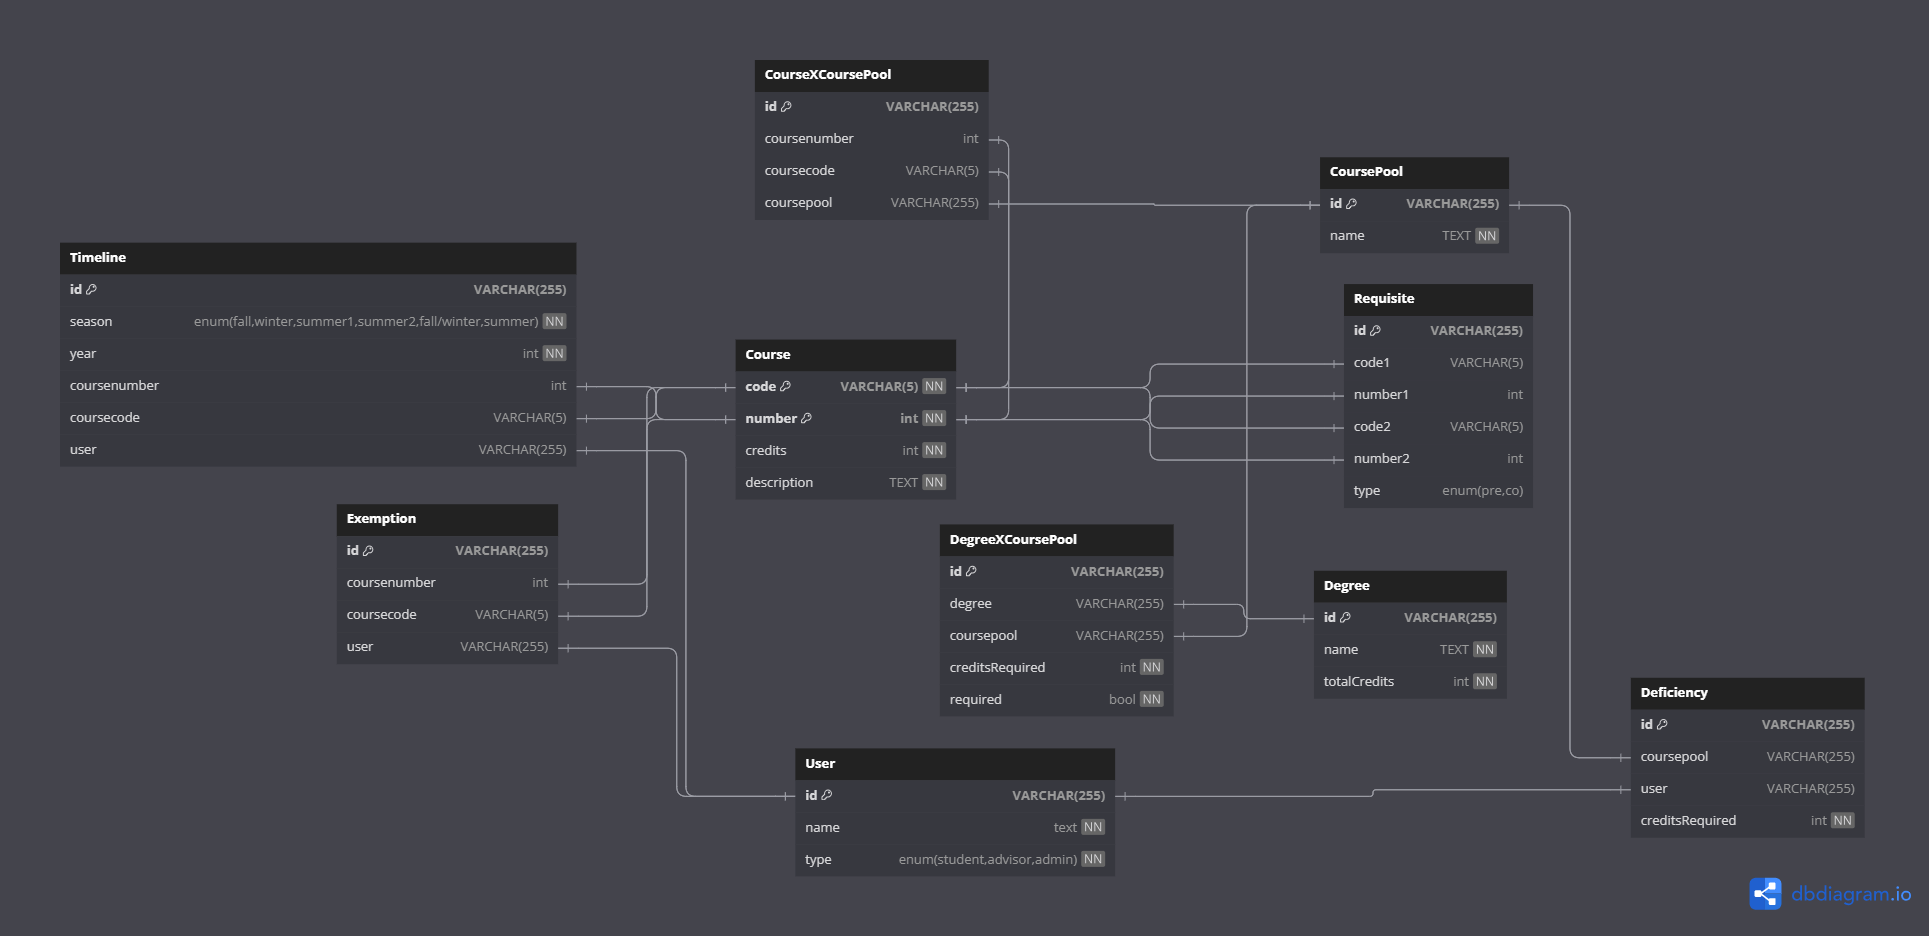 CourseXCoursePool
id VARCHAR(255)
coursenumber int
coursecode VARCHAR(5)
coursepool VARCHAR(255)
CoursePool
id VARCHAR(255)
name TEXT NN
Timeline
id VARCHAR(255)
season enum(fall,winter,summer1,summer2,fall/winter,summer) NN
year int NN
coursenumber int
coursecode VARCHAR(5)
user VARCHAR(255)
Requisite
id VARCHAR(255)
code1 VARCHAR(5)
number1 int
code2 VARCHAR(5)
number2 int
type enum(pre,co)
Course
code VARCHAR(5) NN
number int NN
credits int NN
description TEXT NN
Exemption
id VARCHAR(255)
coursenumber int
coursecode VARCHAR(5)
user VARCHAR(255)
DegreeXCoursePool
id VARCHAR(255)
degree VARCHAR(255)
coursepool VARCHAR(255)
creditsRequired int NN
required bool NN
Degree
id VARCHAR(255)
name TEXT NN
totalCredits int NN
Deficiency
id VARCHAR(255)
coursepool VARCHAR(255)
user VARCHAR(255)
creditsRequired int NN
User
id VARCHAR(255)
name text NN
type enum(student,advisor,admin) NN
dbdiagram.io